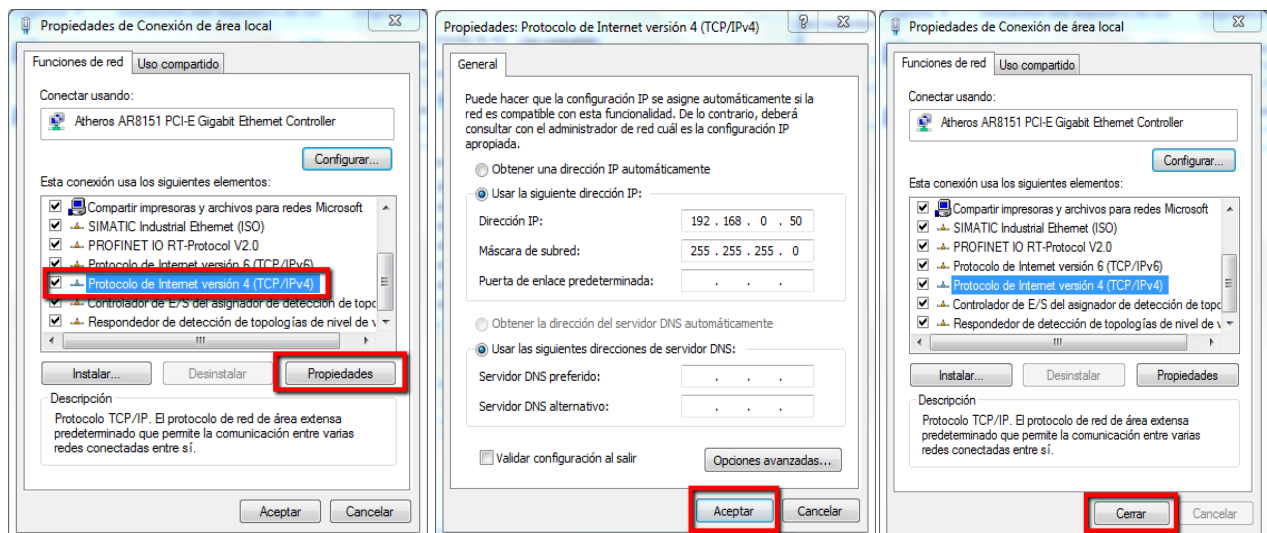 Propiedades de Conexión de área local
Funciones de red
Uso compartido
Conectar usando:
Atheros AR8151 PCI-E Gigabit Ethernet Controller
Configurar...
Esta conexión usa los siguientes elementos:
Compartir impresoras y archivos para redes Microsoft
SIMATIC Industrial Ethernet (ISO)
PROFINET IO RT-Protocol V2.0
Protocolo de Internet versión 6 (TCP/IPv6)
Protocolo de Internet versión 4 (TCP/IPv4)
Controlador de E/S del asignador de detección de topc
Respondedor de detección de topologías de nivel de v
Instalar...
Desinstalar
Propiedades
Descripción
Protocolo TCP/IP. El protocolo de red de área extensa
predeterminado que permite la comunicación entre varias
redes conectadas entre sí.
Aceptar
Cancelar
Propiedades: Protocolo de Internet versión 4 (TCP/IPv4)
General
Puede hacer que la configuración IP se asigne automáticamente si la
red es compatible con esta funcionalidad. De lo contrario, deberá
consultar con el administrador de red cuál es la configuración IP
apropiada.
Obtener una dirección IP automáticamente
Usar la siguiente dirección IP:
Dirección IP: 192 . 168 . 0 . 50
Máscara de subred: 255 . 255 . 255 . 0
Puerta de enlace predeterminada: . . .
Obtener la dirección del servidor DNS automáticamente
Usar las siguientes direcciones de servidor DNS:
Servidor DNS preferido: . . .
Servidor DNS alternativo: . . .
Validar configuración al salir
Opciones avanzadas...
Aceptar
Cancelar
Propiedades de Conexión de área local
Funciones de red
Uso compartido
Conectar usando:
Atheros AR8151 PCI-E Gigabit Ethernet Controller
Configurar...
Esta conexión usa los siguientes elementos:
Compartir impresoras y archivos para redes Microsoft
SIMATIC Industrial Ethernet (ISO)
PROFINET IO RT-Protocol V2.0
Protocolo de Internet versión 6 (TCP/IPv6)
Protocolo de Internet versión 4 (TCP/IPv4)
Controlador de E/S del asignador de detección de topc
Respondedor de detección de topologías de nivel de v
Instalar...
Desinstalar
Propiedades
Descripción
Protocolo TCP/IP. El protocolo de red de área extensa
predeterminado que permite la comunicación entre varias
redes conectadas entre sí.
Cerrar
Cancelar